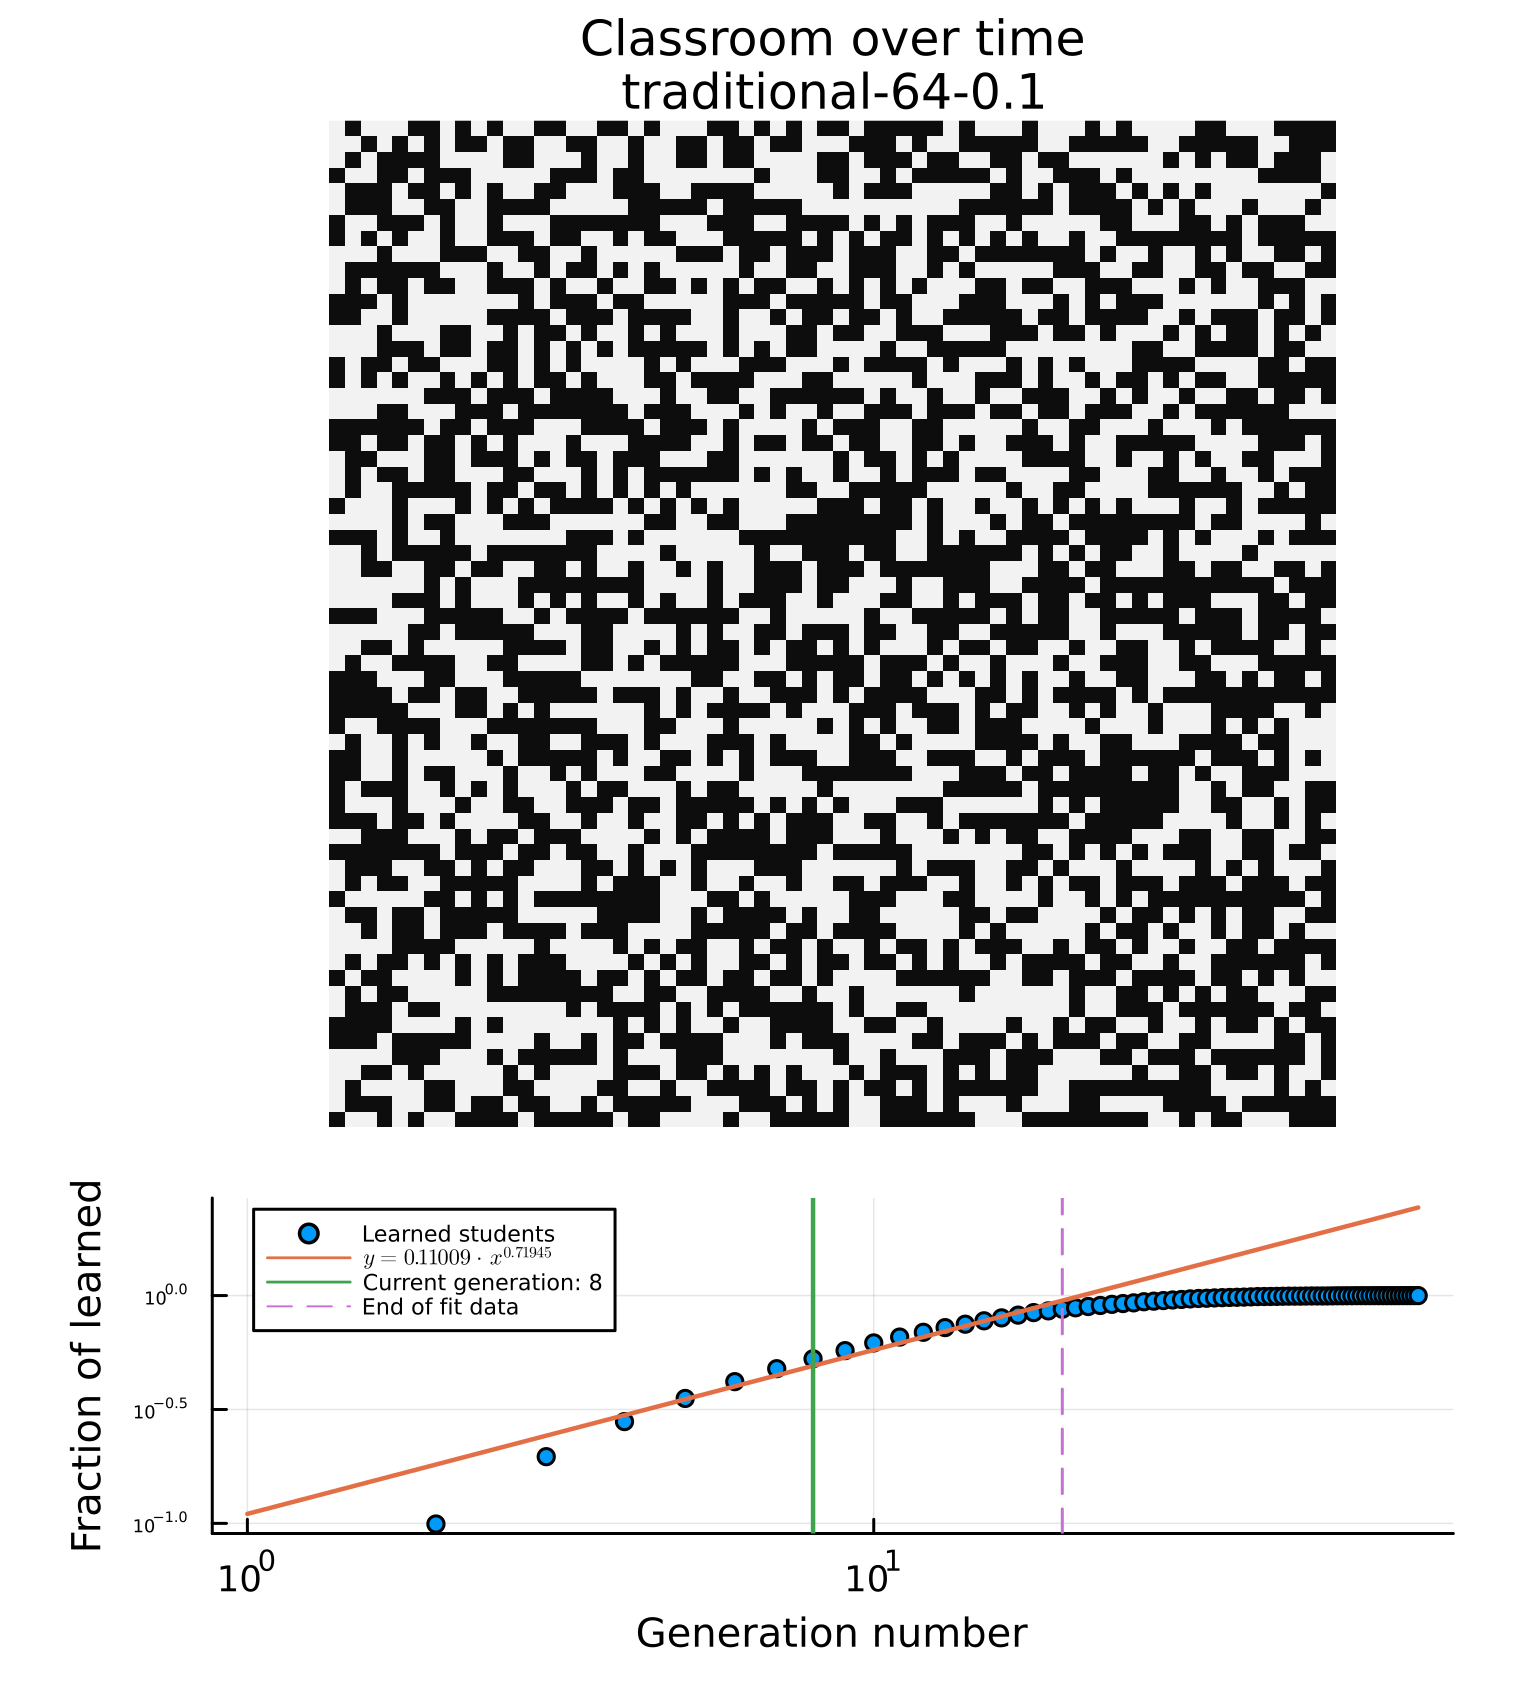 Classroom over time
traditional-64-0.1
Fraction of learned
Learned students
y = 0.11009 · x^0.71945
Current generation: 8
End of fit data
10^0.0
10^−0.5
10^−1.0
10^0
10^1
Generation number